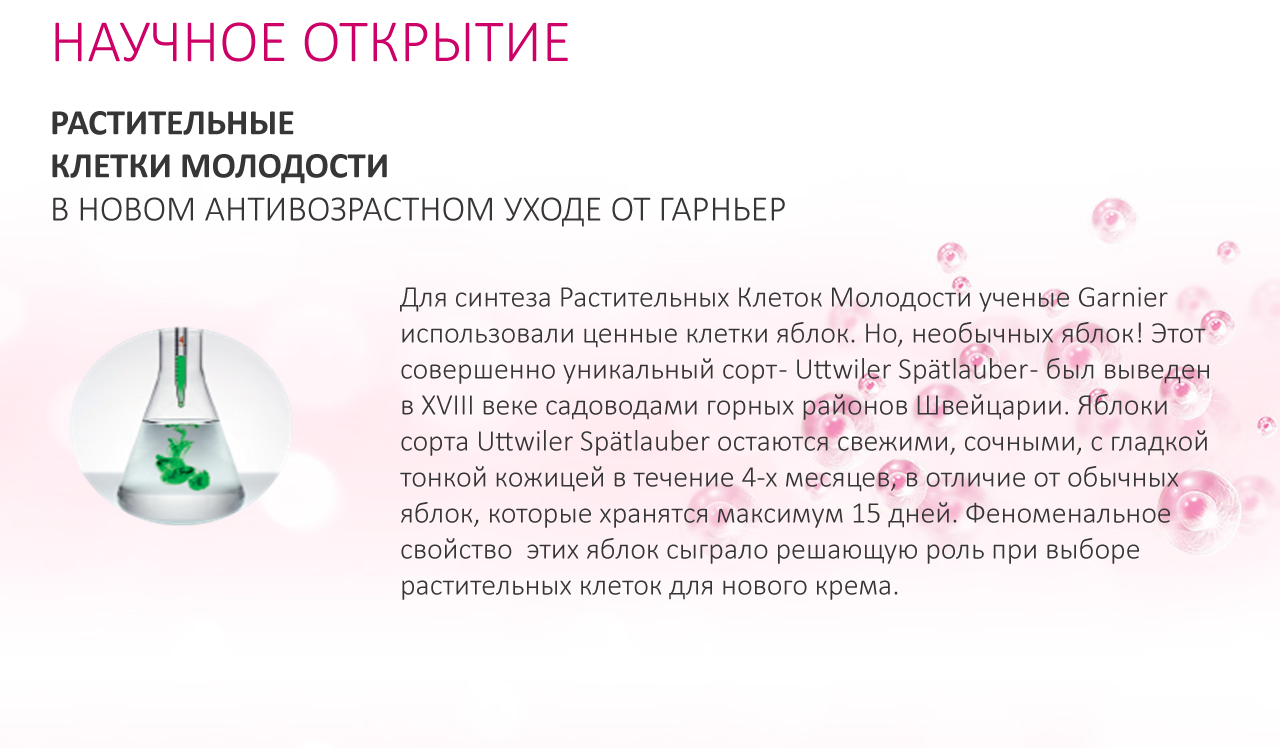 НАУЧНОЕ ОТКРЫТИЕ
РАСТИТЕЛЬНЫЕ
КЛЕТКИ МОЛОДОСТИ
В НОВОМ АНТИВОЗРАСТНОМ УХОДЕ ОТ ГАРНЬЕР
Для синтеза Растительных Клеток Молодости ученые Garnier
использовали ценные клетки яблок. Но, необычных яблок! Этот
совершенно уникальный сорт- Uttwiler Spätlauber- был выведен
в XVIII веке садоводами горных районов Швейцарии. Яблоки
сорта Uttwiler Spätlauber остаются свежими, сочными, с гладкой
тонкой кожицей в течение 4-х месяцев, в отличие от обычных
яблок, которые хранятся максимум 15 дней. Феноменальное
свойство  этих яблок сыграло решающую роль при выборе
растительных клеток для нового крема.